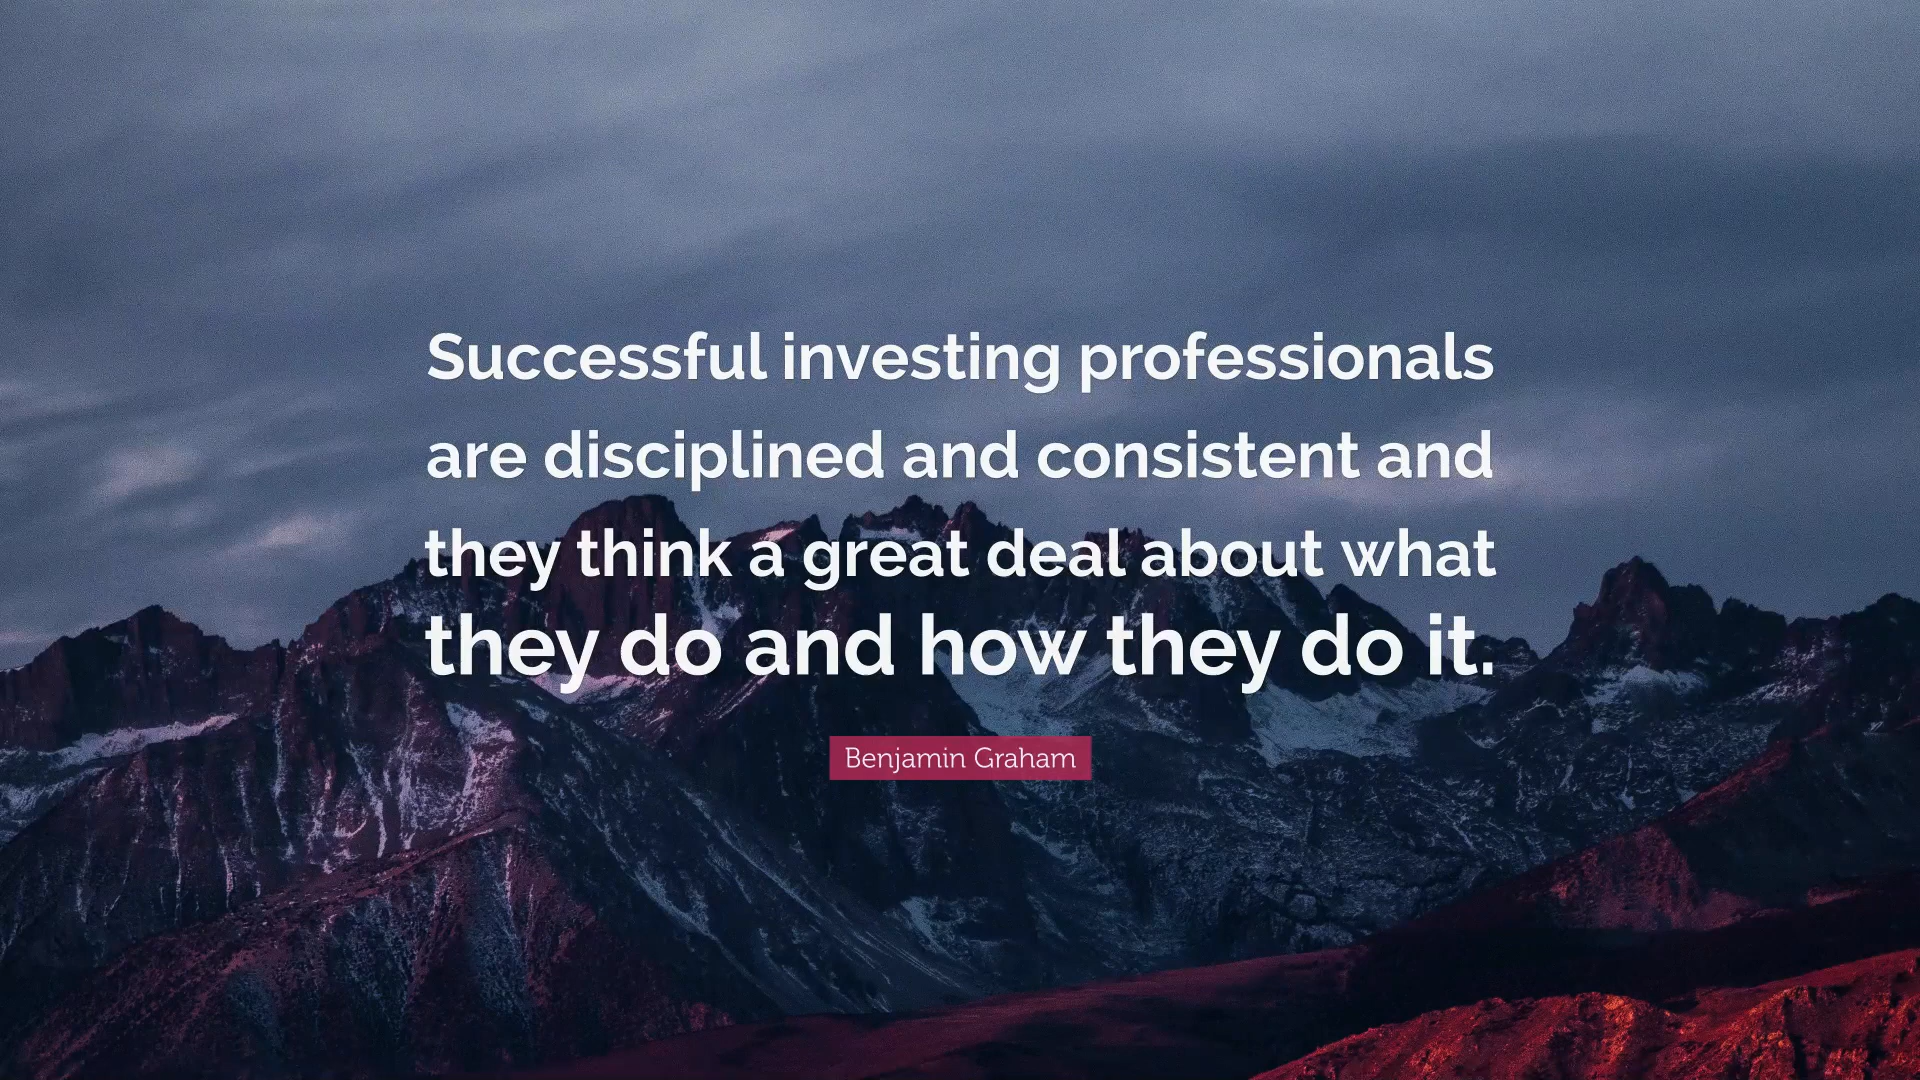 Successful investing professionals
are disciplined and consistent and
they think a great deal about what
they do and how they do it.
Benjamin Graham